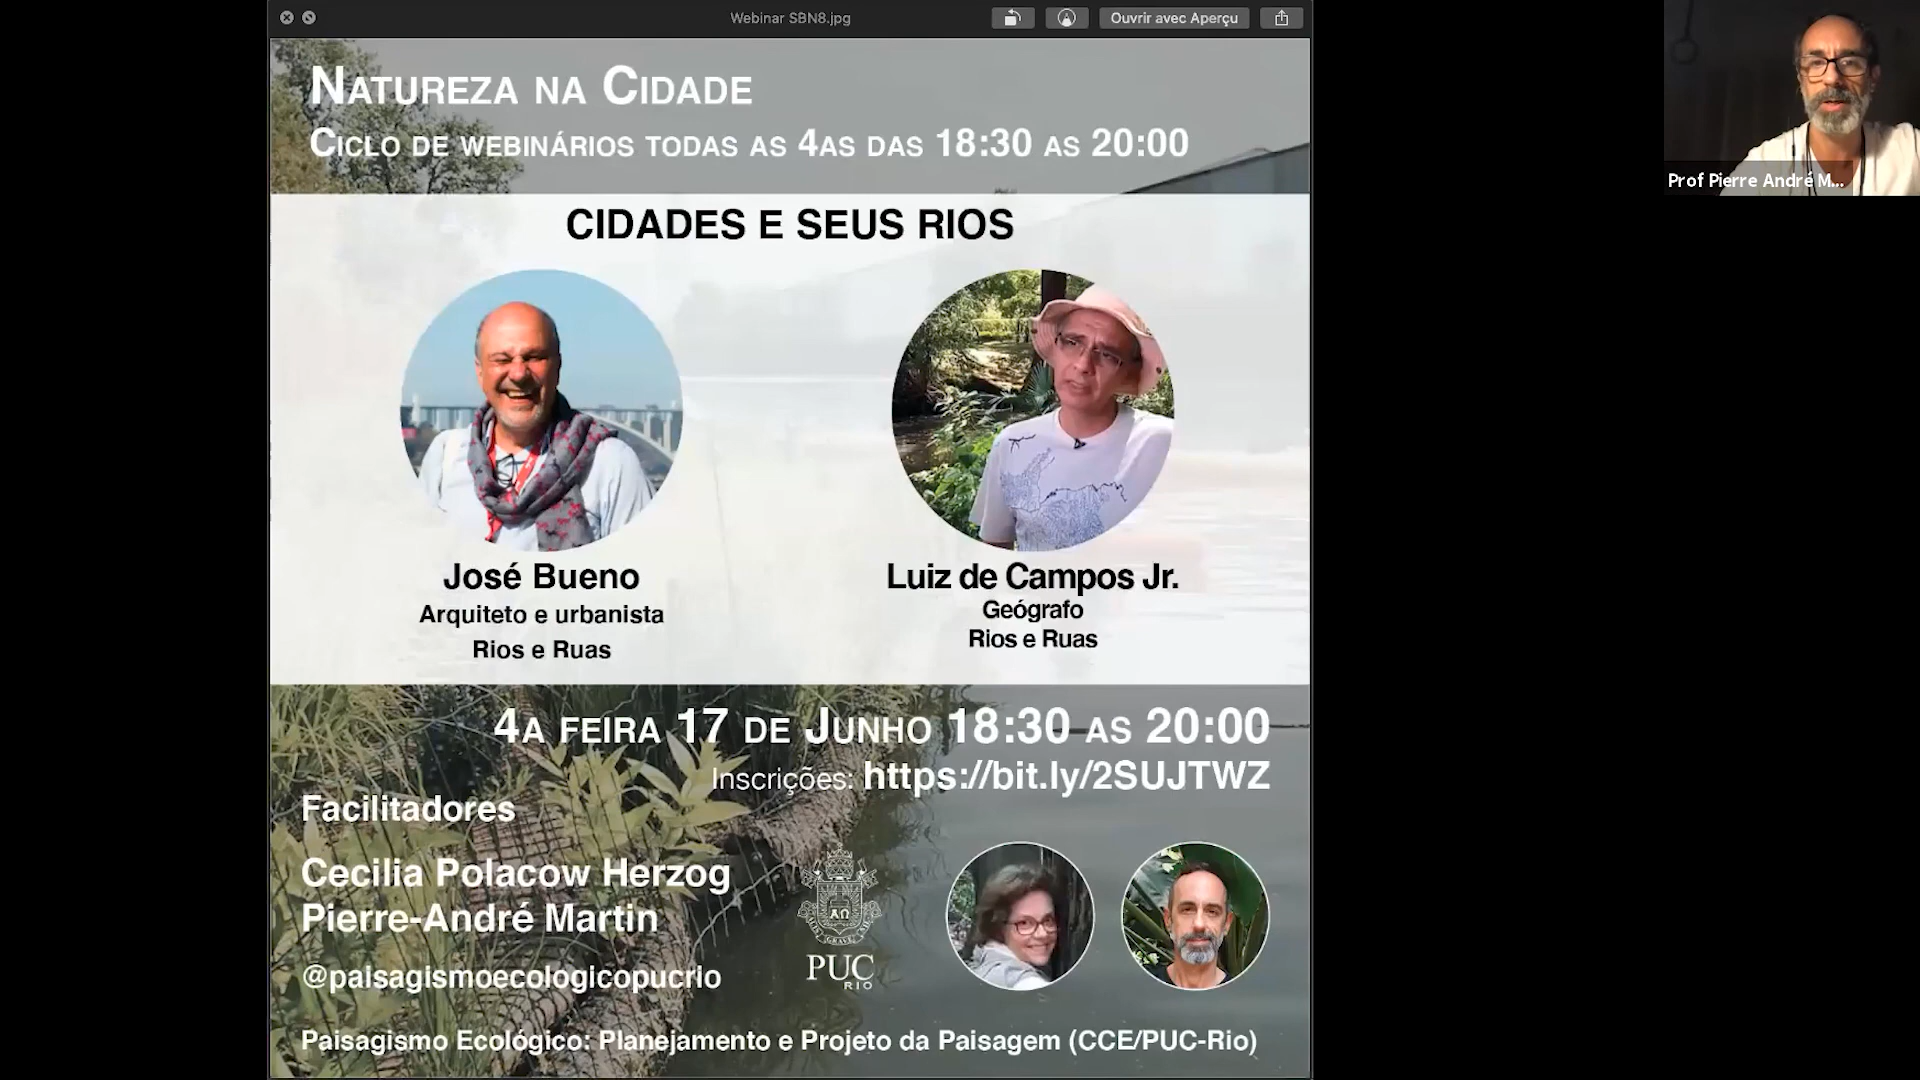 Webinar SBN8.jpg
Ouvrir avec Aperçu
NATUREZA NA CIDADE
CICLO DE WEBINÁRIOS TODAS AS 4AS DAS 18:30 AS 20:00
CIDADES E SEUS RIOS
José Bueno
Arquiteto e urbanista
Rios e Ruas
Luiz de Campos Jr.
Geógrafo
Rios e Ruas
4A FEIRA 17 DE JUNHO 18:30 AS 20:00
Inscrições: https://bit.ly/2SUJTWZ
Facilitadores
Cecilia Polacow Herzog
Pierre-André Martin
@paisagismoecologicopucrio
PUC
RIO
Paisagismo Ecológico: Planejamento e Projeto da Paisagem (CCE/PUC-Rio)
Prof Pierre André M...